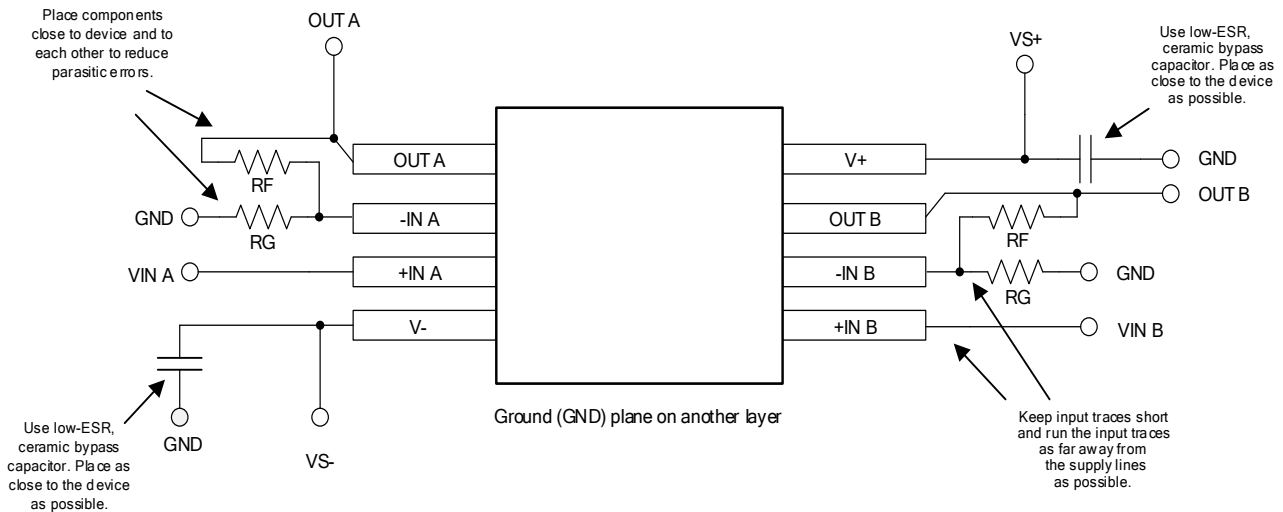 Place components
close to device and to
each other to reduce
parasitic errors.
OUT A
VS+
Use low-ESR,
ceramic bypass
capacitor. Place as
close to the device
as possible.
OUT A
V+
GND
RF
OUT B
GND
-IN A
OUT B
RG
RF
VIN A
+IN A
-IN B
GND
RG
V-
+IN B
VIN B
Use low-ESR,
ceramic bypass
capacitor. Place as
close to the device
as possible.
GND
VS-
Ground (GND) plane on another layer
Keep input traces short
and run the input traces
as far away from
the supply lines
as possible.